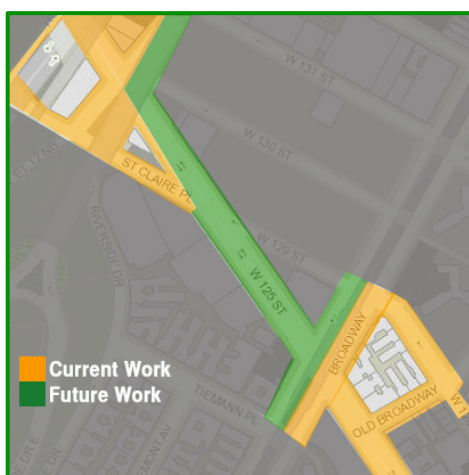 W 131 ST
W 130 ST
ST CLAIRE PL
RIVERSIDE DR
W 129 ST
W 125 ST
BROADWAY
Current Work
Future Work
TIEMANN PL
OLD BROADWAY
W 1